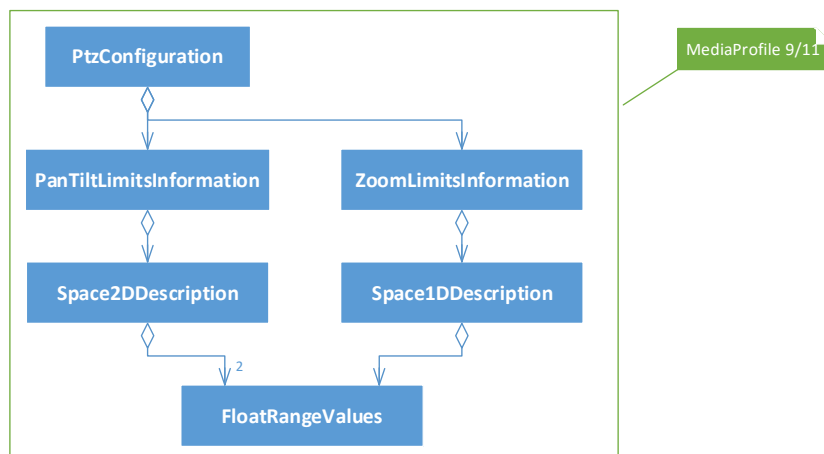 PtzConfiguration
MediaProfile 9/11
PanTiltLimitsInformation
ZoomLimitsInformation
Space2DDescription
Space1DDescription
2
FloatRangeValues